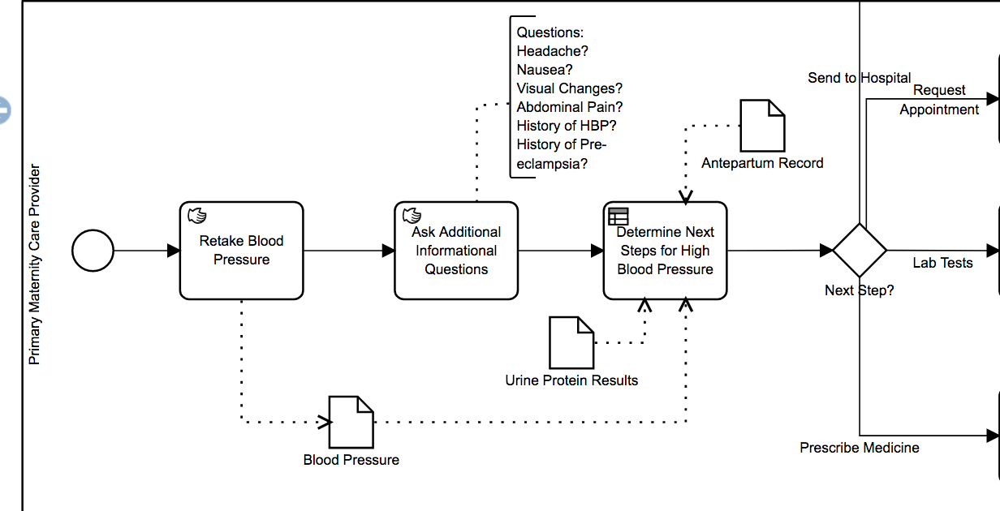 Primary Maternity Care Provider
Retake Blood
Pressure
Ask Additional
Informational
Questions
Questions:
Headache?
Nausea?
Visual Changes?
Abdominal Pain?
History of HBP?
History of Pre-
eclampsia?
Determine Next
Steps for High
Blood Pressure
Antepartum Record
Urine Protein Results
Blood Pressure
Next Step?
Send to Hospital
Request
Appointment
Lab Tests
Prescribe Medicine